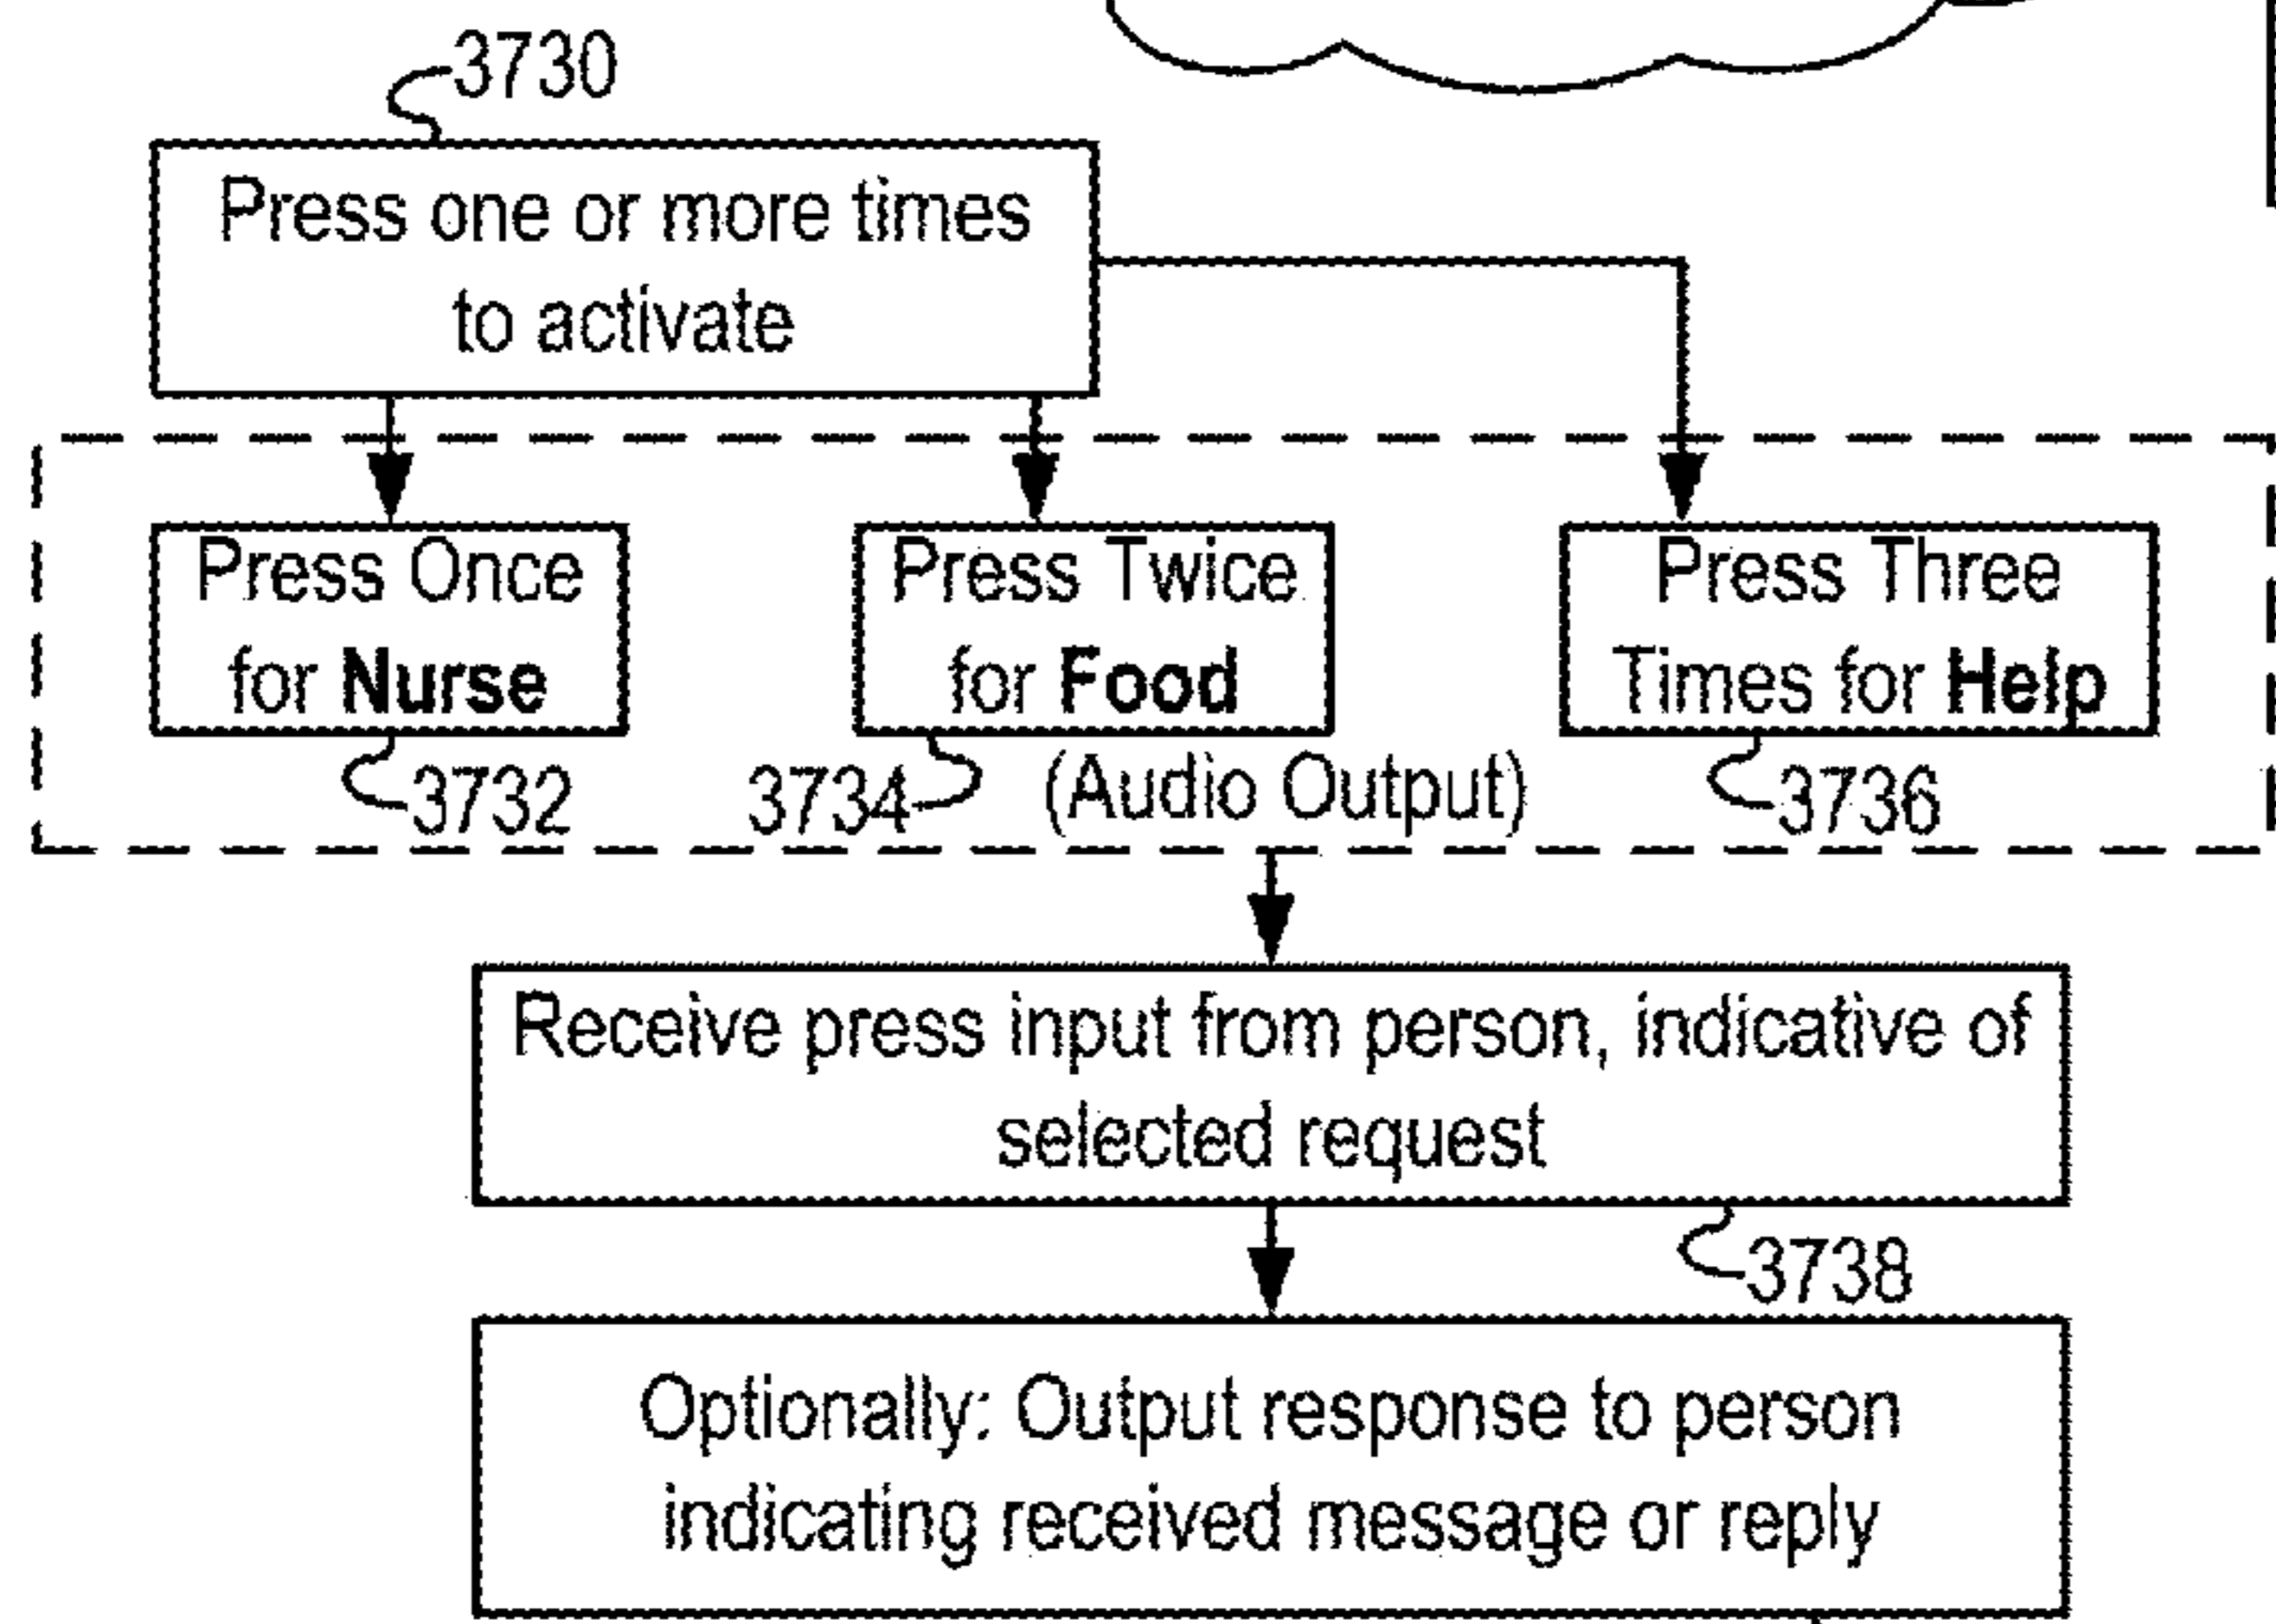 3730
Press one or more times
to activate
Press Once
for Nurse
3732
Press Twice
for Food
3734
(Audio Output)
Press Three
Times for Help
3736
Receive press input from person, indicative of
selected request
3738
Optionally: Output response to person
indicating received message or reply